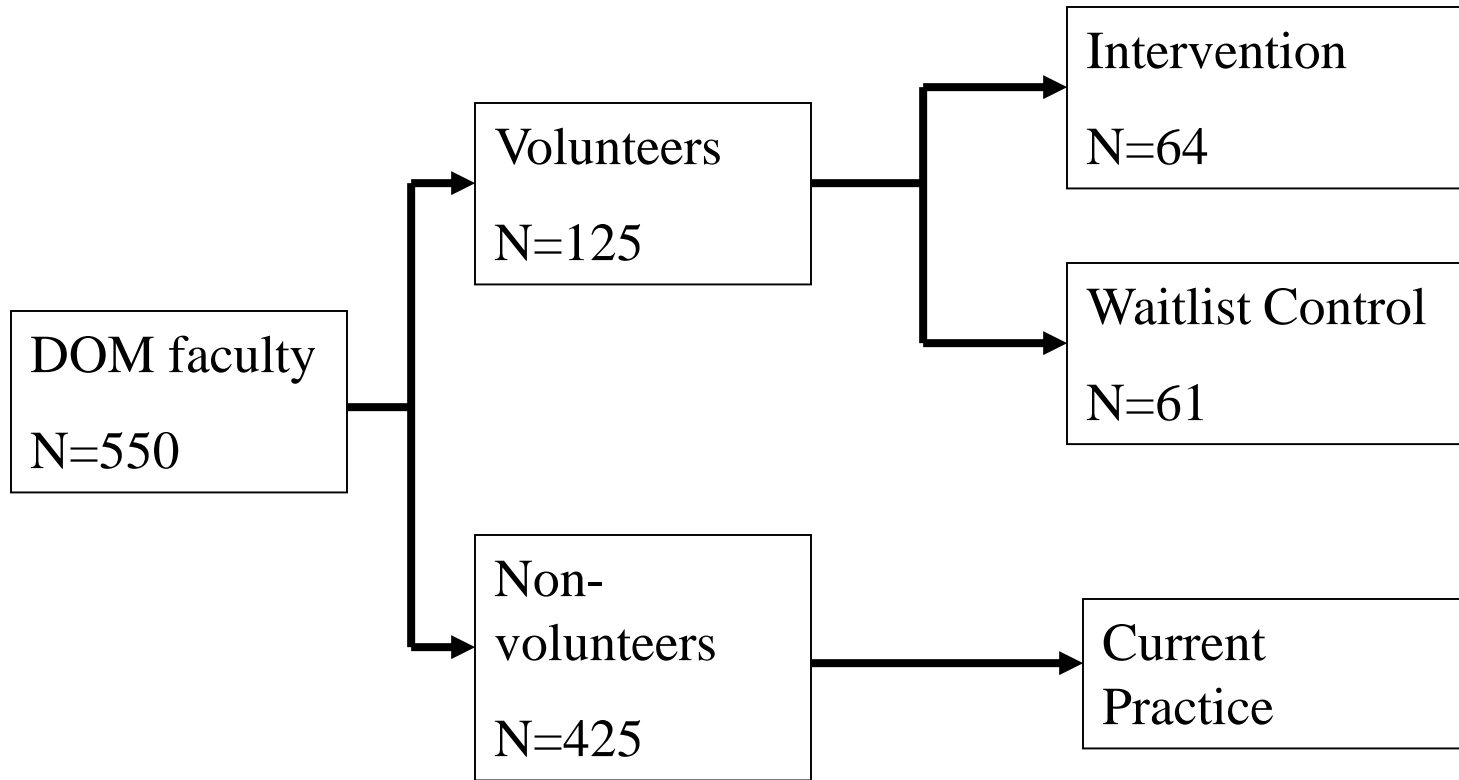 DOM faculty
N=550
Volunteers
N=125
Non-
volunteers
N=425
Intervention
N=64
Waitlist Control
N=61
Current
Practice